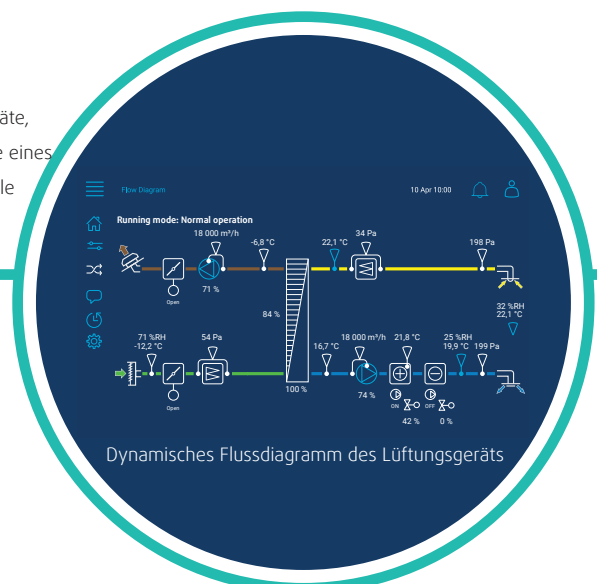 äte,
e eines
le
Flow Diagram
10 Apr 10:00
Running mode: Normal operation
18 000 m³/h
-6,8 °C
22,1 °C
34 Pa
198 Pa
Open
71 %
84 %
32 %RH
22,1 °C
71 %RH
-12,2 °C
54 Pa
16,7 °C
18 000 m³/h
21,8 °C
25 %RH
19,9 °C
199 Pa
Open
100 %
74 %
ON
OFF
42 %
0 %
Dynamisches Flussdiagramm des Lüftungsgeräts